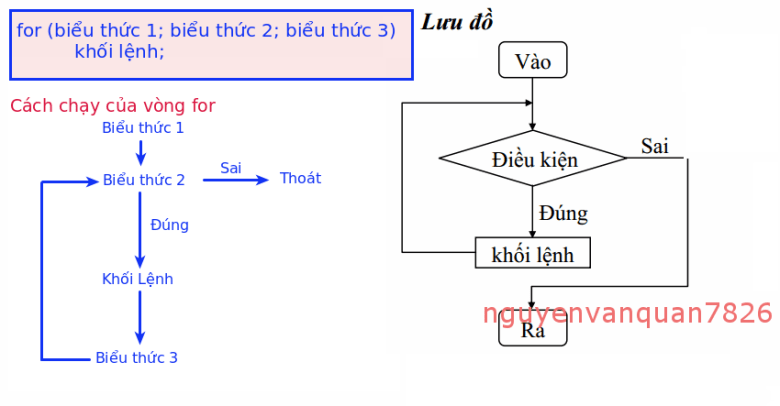 for (biểu thức 1; biểu thức 2; biểu thức 3)
khối lệnh;
Cách chạy của vòng for
Biểu thức 1
Biểu thức 2
Sai
Thoát
Đúng
Khối Lệnh
Biểu thức 3
Lưu đồ
Vào
Điều kiện
Sai
Đúng
khối lệnh
nguyenvanquan7826
Ra